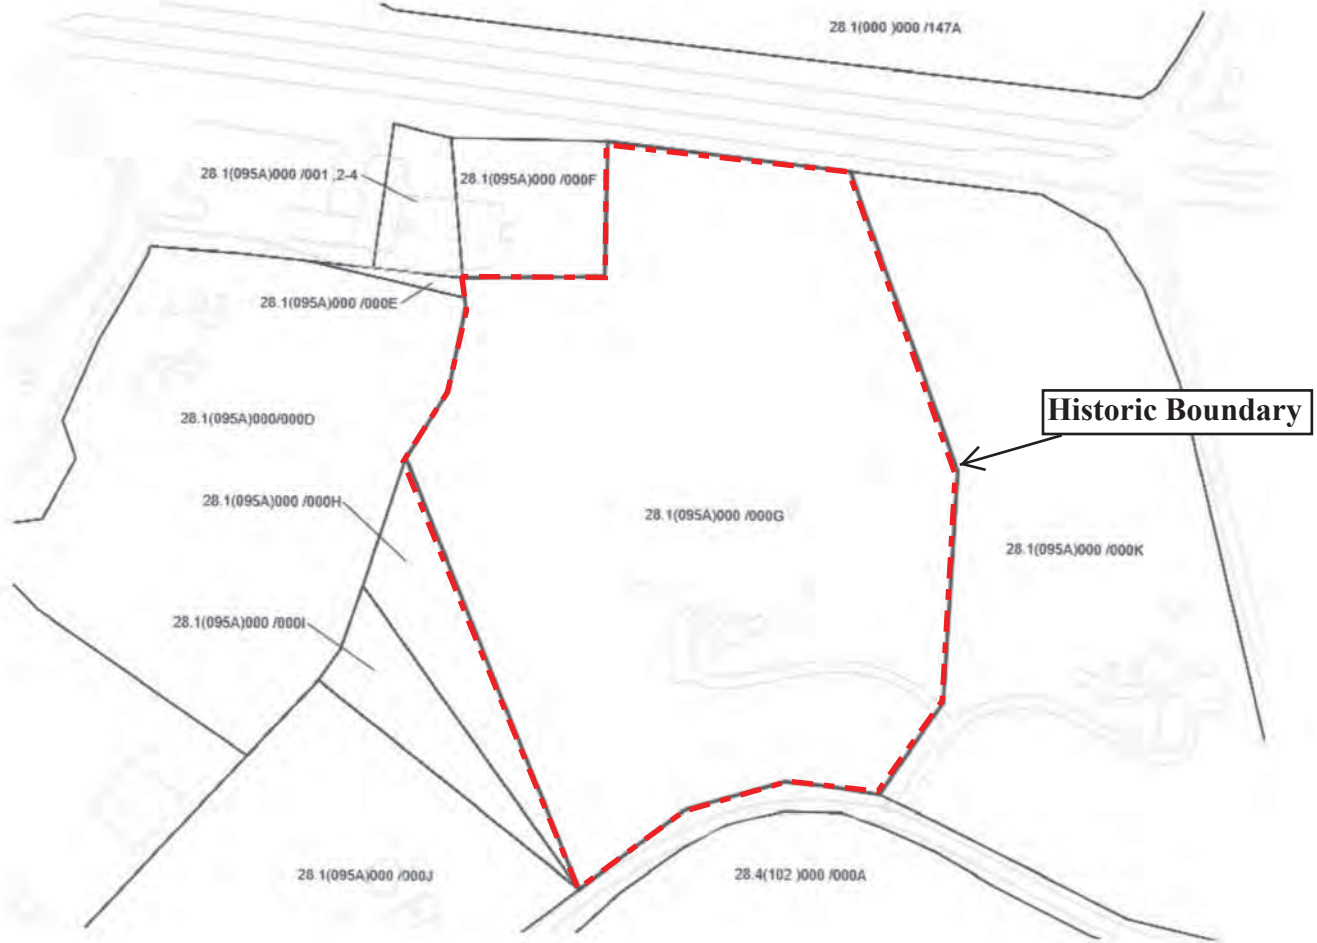 28.1(000 )000 /147A
28.1(095A)000 /001 ,2-4
28.1(095A)000 /000F
28.1(095A)000 /000E
Historic Boundary
28.1(095A)000/000D
28.1(095A)000 /000H
28.1(095A)000 /000G
28.1(095A)000 /000K
28.1(095A)000 /000I
28.1(095A)000 /000J
28.4(102 )000 /000A